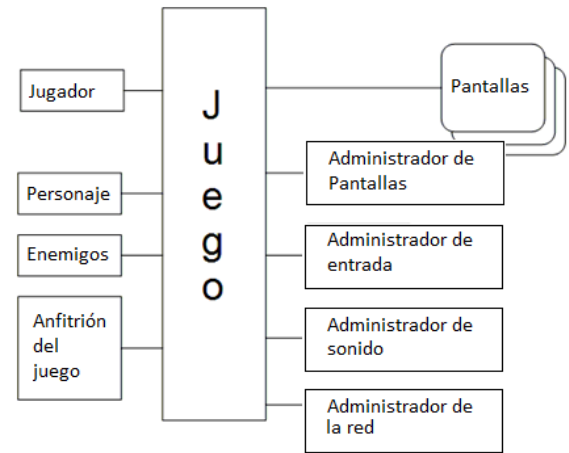 Jugador
Personaje
Enemigos
Anfitrión
del
juego
J
u
e
g
o
Pantallas
Administrador de
Pantallas
Administrador de
entrada
Administrador de
sonido
Administrador de
la red